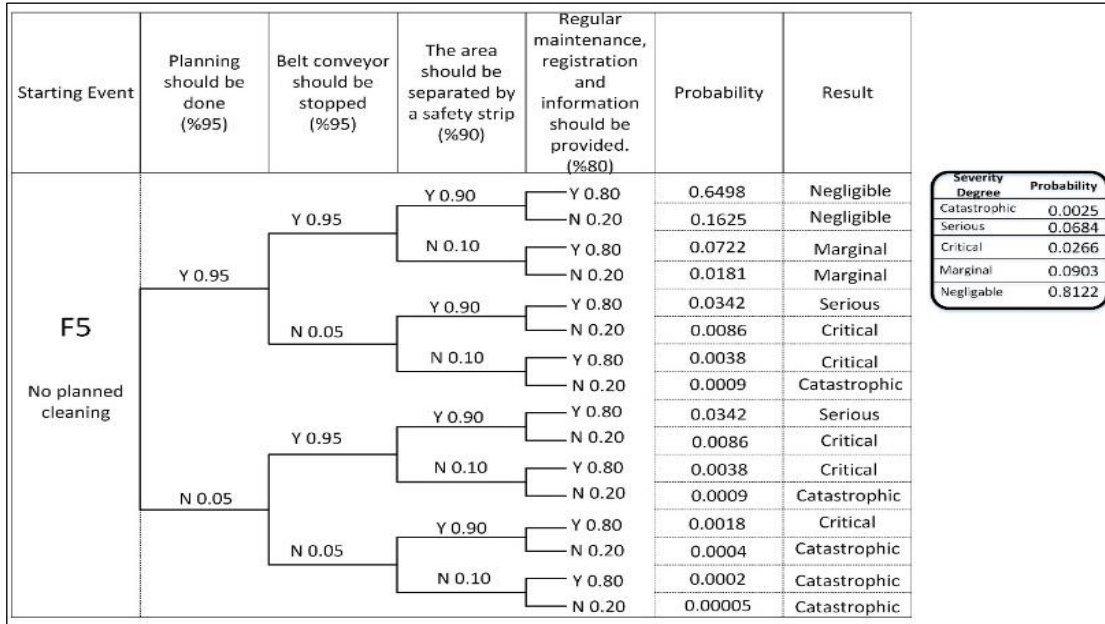 Starting Event
Planning
should be
done
(%95)
Belt conveyor
should be
stopped
(%95)
The area
should be
separated by
a safety strip
(%90)
Regular
maintenance,
registration
and
information
should be
provided.
(%80)
Probability
Result
F5
No planned
cleaning
Y 0.95
N 0.05
Y 0.95
N 0.05
Y 0.95
N 0.05
Y 0.90
N 0.10
Y 0.90
N 0.10
Y 0.90
N 0.10
Y 0.90
N 0.10
Y 0.80 0.6498 Negligible
N 0.20 0.1625 Negligible
Y 0.80 0.0722 Marginal
N 0.20 0.0181 Marginal
Y 0.80 0.0342 Serious
N 0.20 0.0086 Critical
Y 0.80 0.0038 Critical
N 0.20 0.0009 Catastrophic
Y 0.80 0.0342 Serious
N 0.20 0.0086 Critical
Y 0.80 0.0038 Critical
N 0.20 0.0009 Catastrophic
Y 0.80 0.0018 Critical
N 0.20 0.0004 Catastrophic
Y 0.80 0.0002 Catastrophic
N 0.20 0.00005 Catastrophic
Severity
Degree
Probability
Catastrophic 0.0025
Serious 0.0684
Critical 0.0266
Marginal 0.0903
Negligable 0.8122